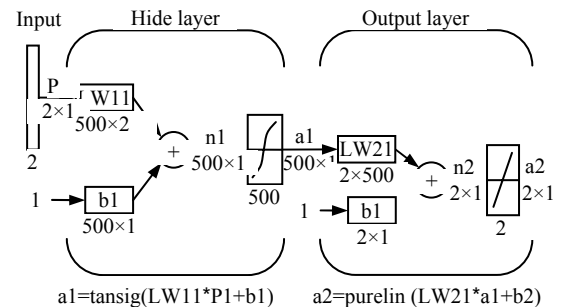 Input
Hide layer
Output layer
P
2×1
W11
500×2
2
1
b1
500×1
+
n1
500×1
500
a1
500×1
LW21
2×500
1
b1
2×1
+
n2
2×1
2
a2
2×1
a1=tansig(LW11*P1+b1)
a2=purelin (LW21*a1+b2)